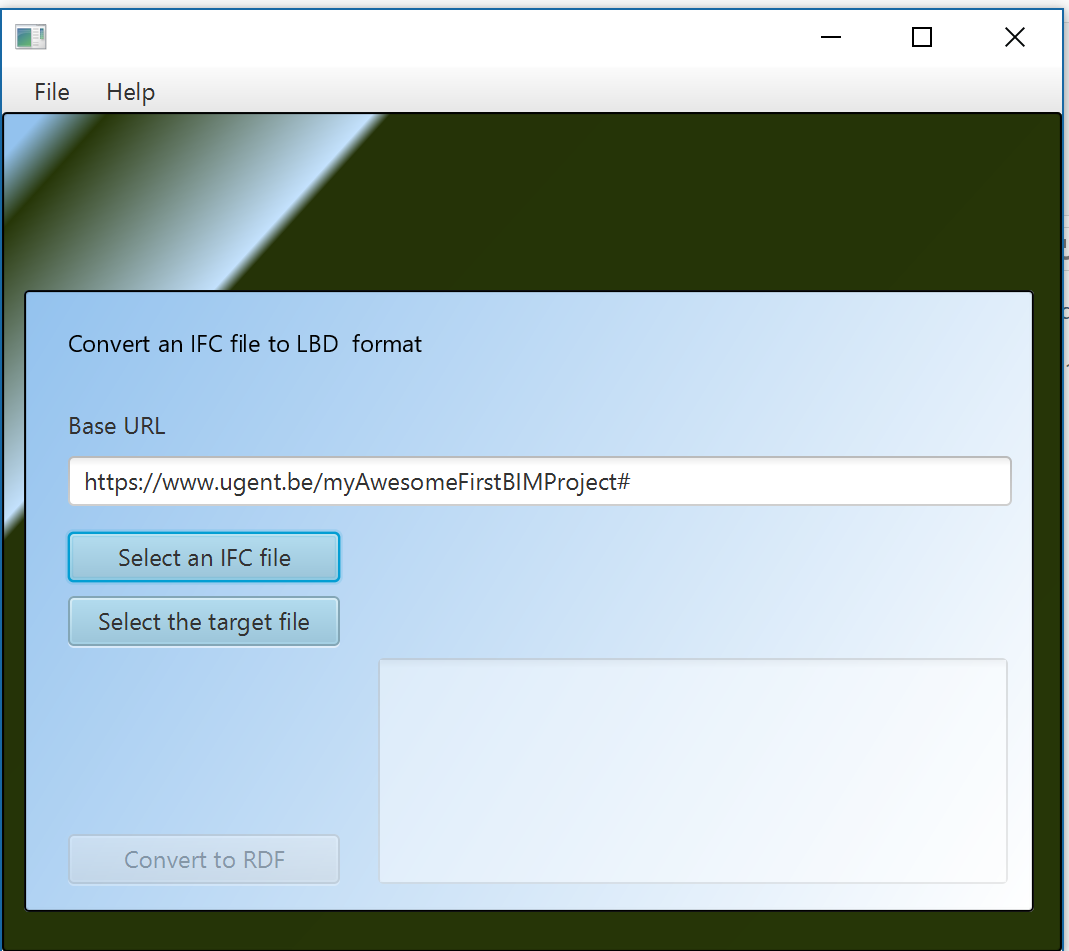 File Help
Convert an IFC file to LBD  format
Base URL
https://www.ugent.be/myAwesomeFirstBIMProject#
Select an IFC file
Select the target file
Convert to RDF